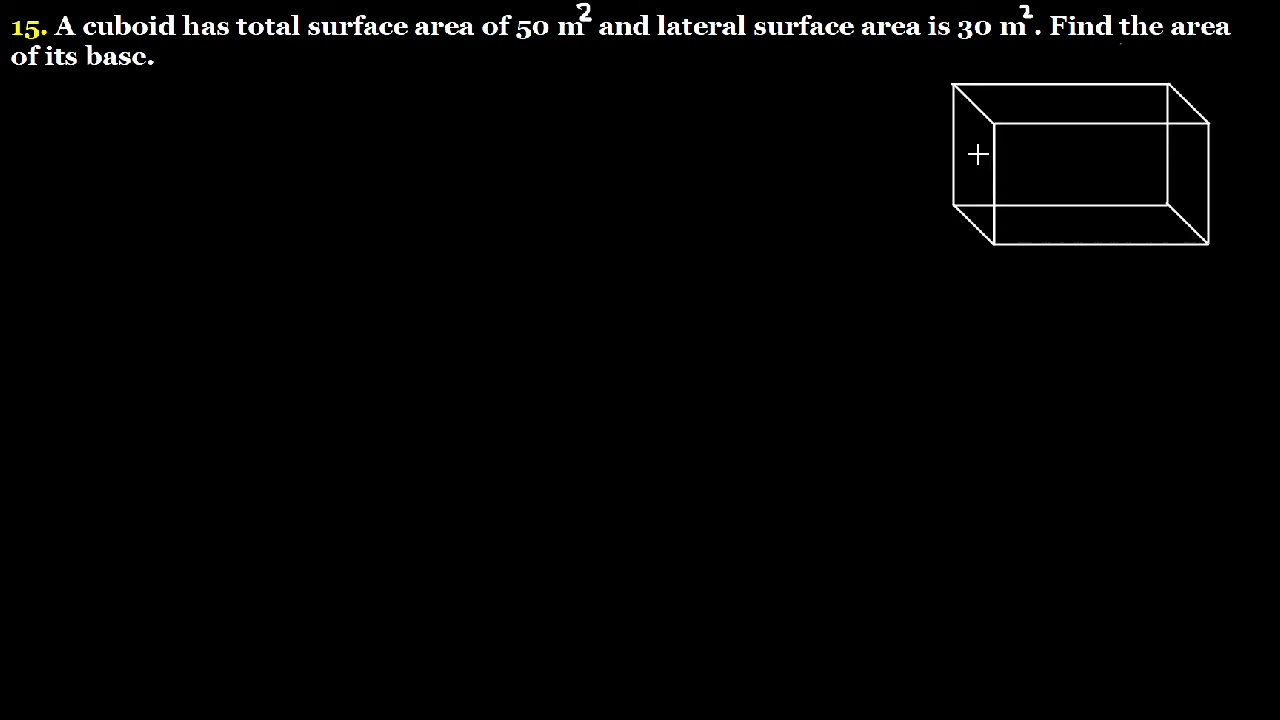 15. A cuboid has total surface area of 50 m² and lateral surface area is 30 m². Find the area
of its base.